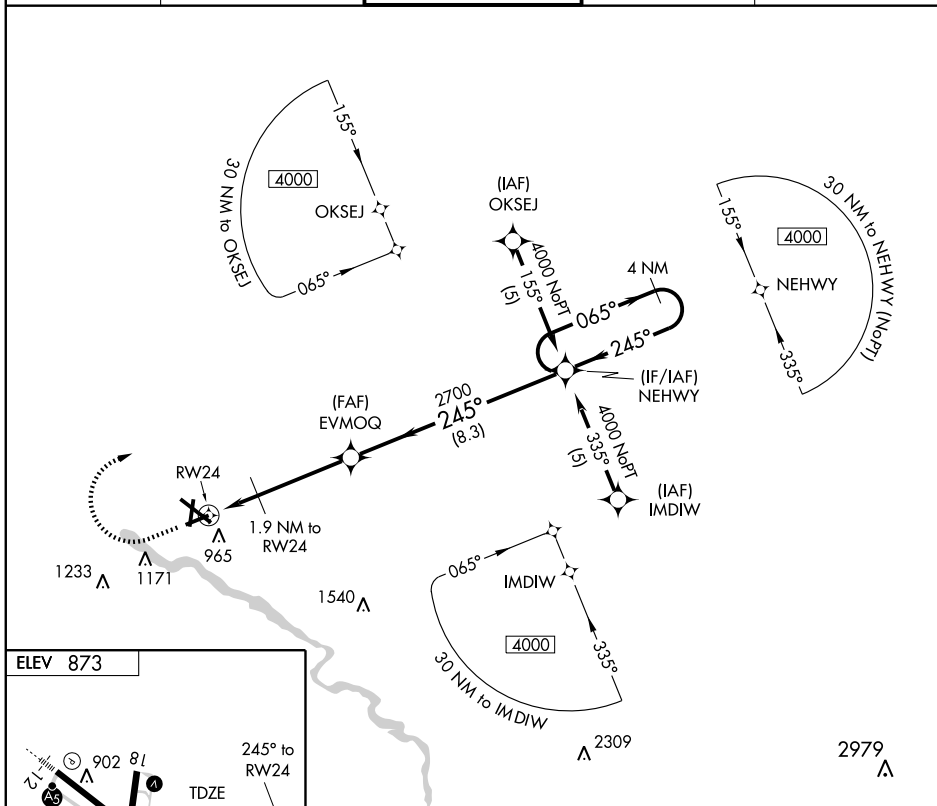 155°
4000
OKSEJ
065°
30 NM to OKSEJ
(IAF)
OKSEJ
4000 NoPT
155°
(5)
4 NM
065°
245°
155°
4000
NEHWY
335°
30 NM to NEHWY (NoPT)
(IF/IAF)
NEHWY
2700
245°
(8.3)
(FAF)
EVMOQ
4000 NoPT
335°
(5)
(IAF)
IMDIW
RW24
1.9 NM to
RW24
965
1233
1171
1540
065°
IMDIW
4000
335°
30 NM to IMDIW
2309
2979
ELEV 873
P
902
18
V
12
A5
TDZE
245° to
RW24